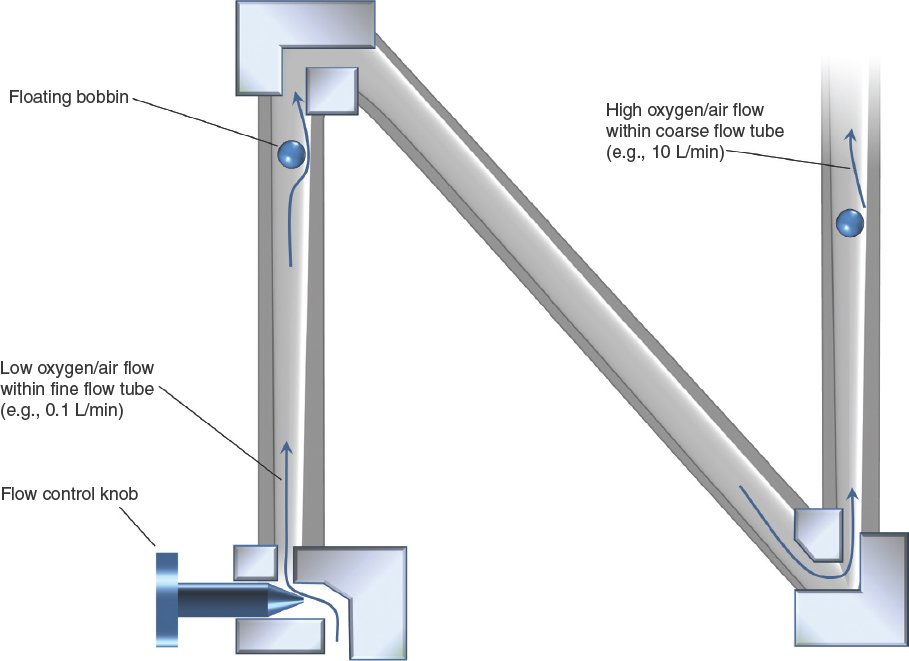 Floating bobbin
High oxygen/air flow
within coarse flow tube
(e.g., 10 L/min)
Low oxygen/air flow
within fine flow tube
(e.g., 0.1 L/min)
Flow control knob